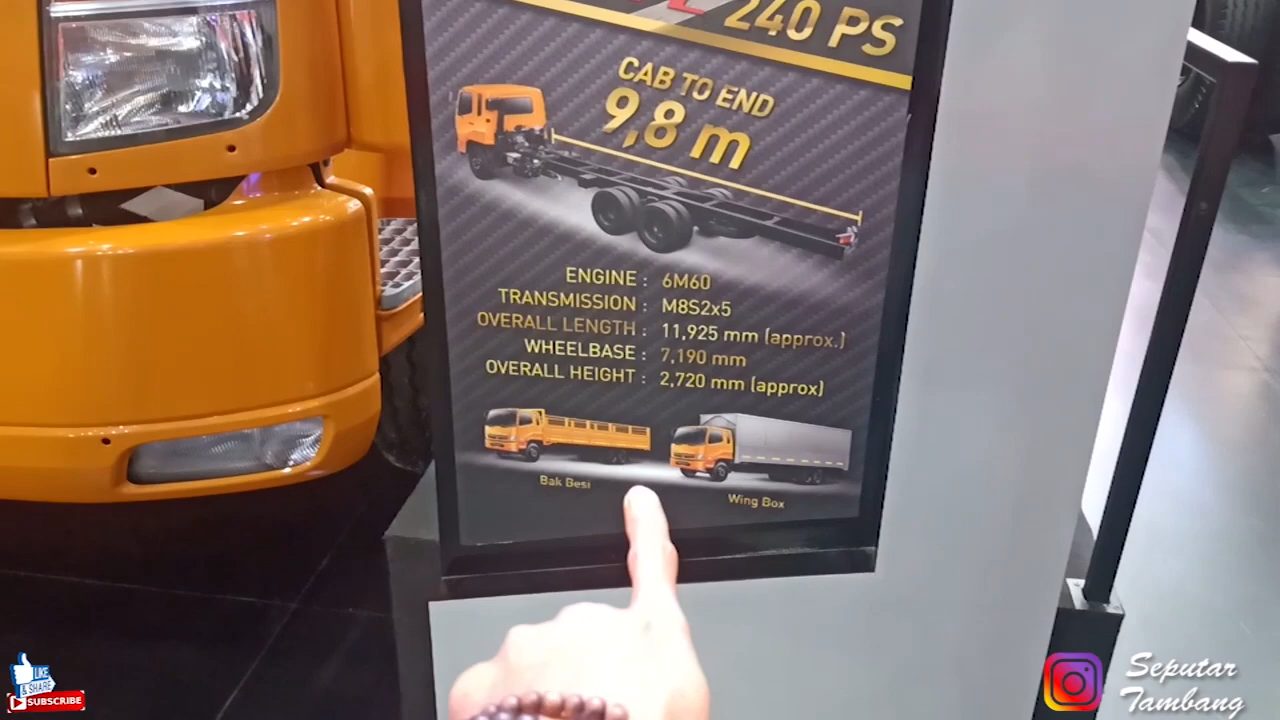 240 PS
CAB TO END
9,8 m
ENGINE : 6M60
TRANSMISSION : M8S2x5
OVERALL LENGTH : 11,925 mm (approx.)
WHEELBASE : 7,190 mm
OVERALL HEIGHT : 2,720 mm (approx)
Bak Besi
Wing Box
LIKE
& SHARE
SUBSCRIBE
Seputar
Tambang